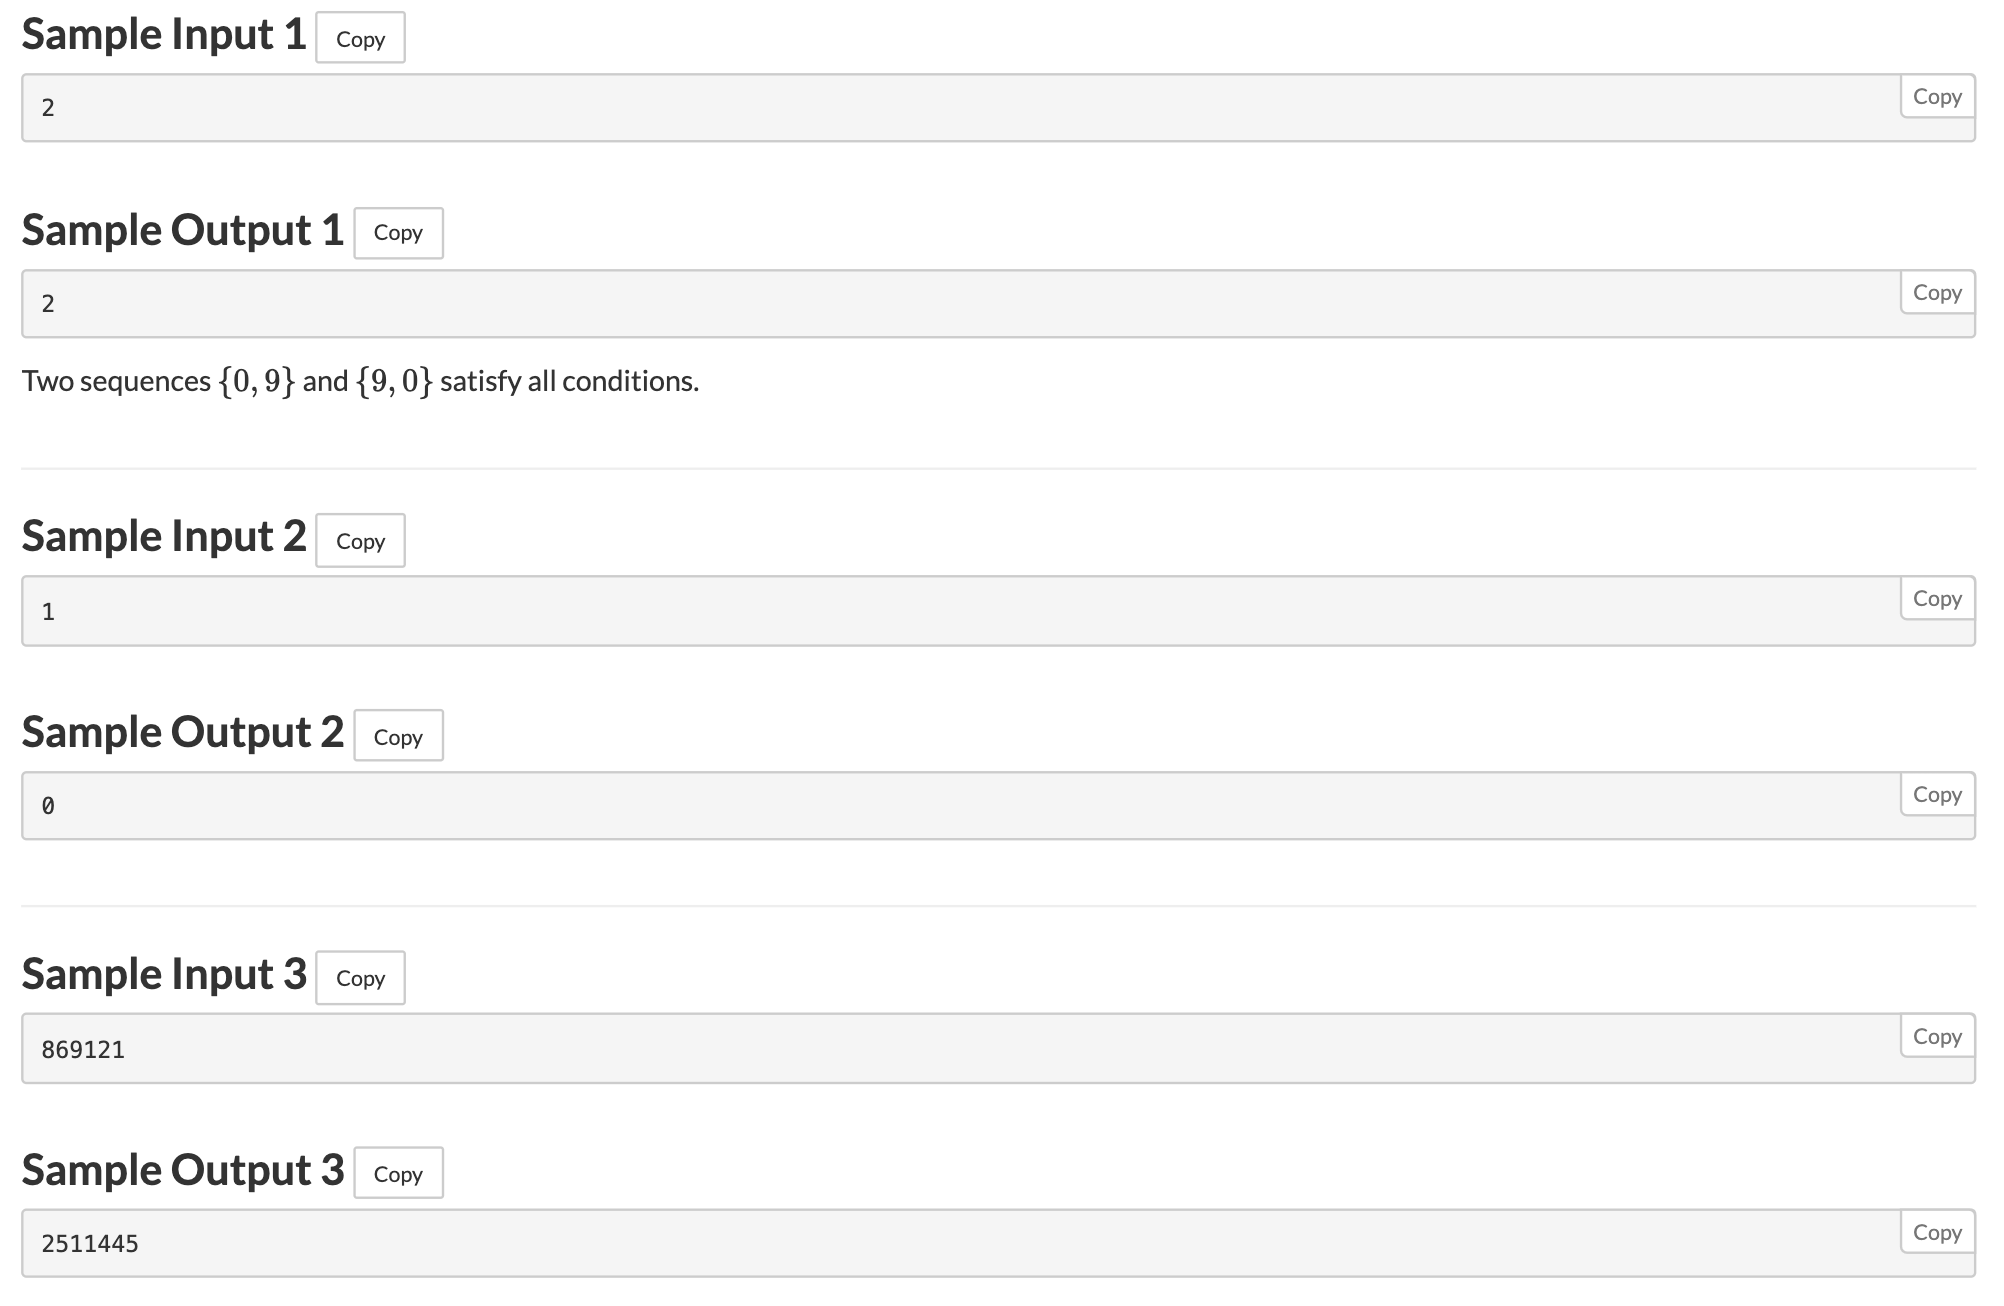 Sample Input 1 Copy
2 Copy
Sample Output 1 Copy
2 Copy
Two sequences {0, 9} and {9, 0} satisfy all conditions.
Sample Input 2 Copy
1 Copy
Sample Output 2 Copy
0 Copy
Sample Input 3 Copy
869121 Copy
Sample Output 3 Copy
2511445 Copy